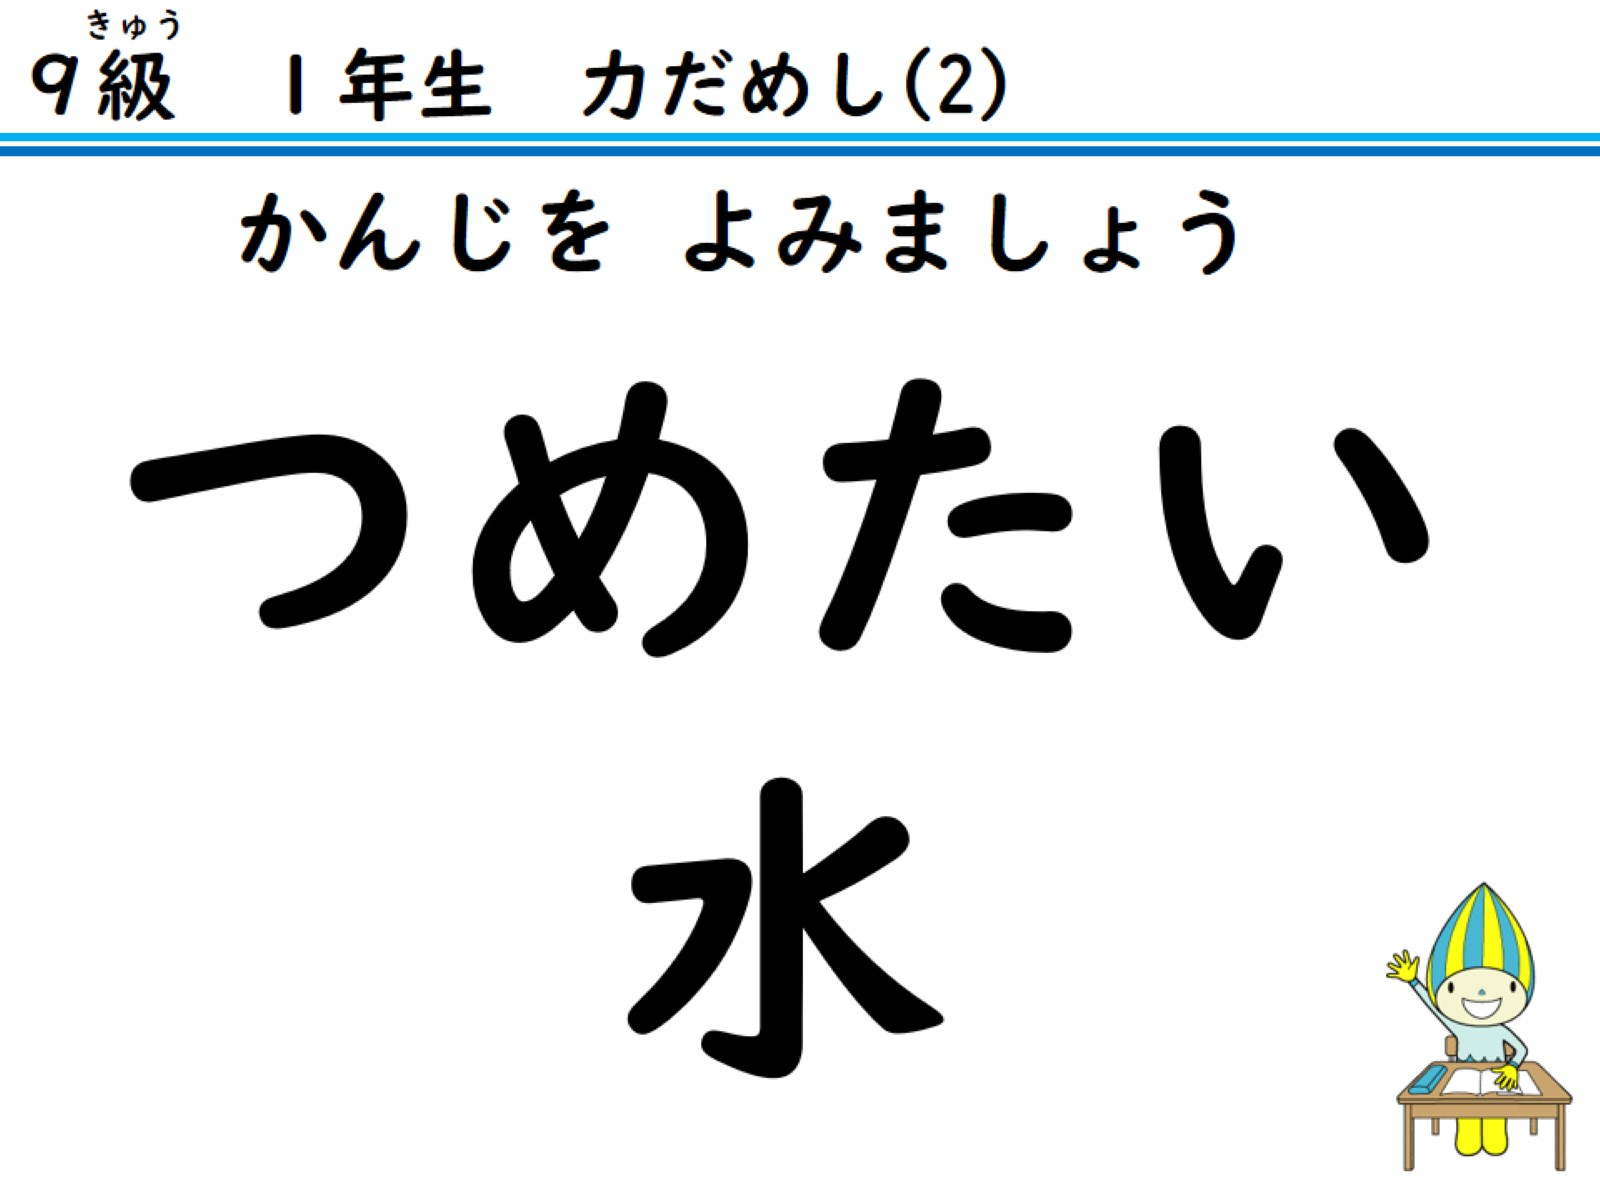 きゅう
9級　1年生　力だめし(2)
かんじを よみましょう
つめたい
水